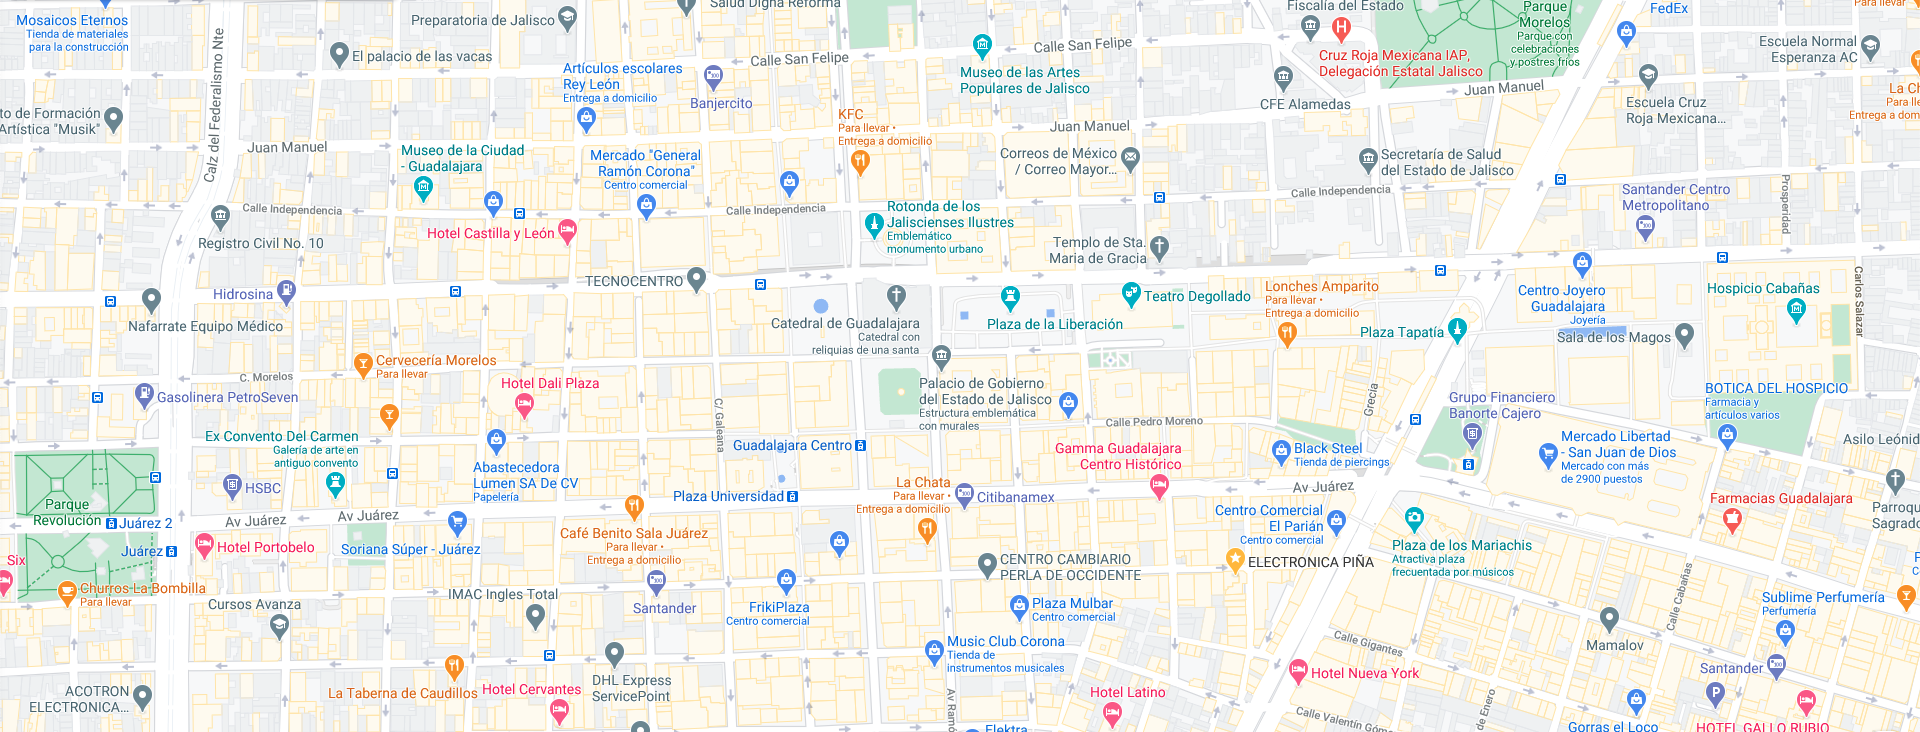 Mosaicos Eternos
Tienda de materiales
para la construcción
Preparatoria de Jalisco
Salud Digna Reforma
Fiscalía del Estado
Parque
Morelos
Parque con
celebraciones
y postres fríos
FedEx
Para llevar
El palacio de las vacas
Calle San Felipe
Calle San Felipe
Cruz Roja Mexicana IAP,
Delegación Estatal Jalisco
Escuela Normal
Esperanza AC
Calz del Federalismo Nte
Artículos escolares
Rey León
Entrega a domicilio
Banjercito
Museo de las Artes
Populares de Jalisco
CFE Alamedas
Juan Manuel
Escuela Cruz
Roja Mexicana...
La Ch
Para lle
Entrega a dom
to de Formación
Artística "Musik"
KFC
Para llevar •
Entrega a domicilio
Juan Manuel
Juan Manuel
Museo de la Ciudad
- Guadalajara
Mercado "General
Ramón Corona"
Centro comercial
Correos de México
/ Correo Mayor...
Secretaría de Salud
del Estado de Jalisco
Calle Independencia
Calle Independencia
Calle Independencia
Santander Centro
Metropolitano
Prosperidad
Registro Civil No. 10
Hotel Castilla y León
Rotonda de los
Jaliscienses Ilustres
Emblemático
monumento urbano
Templo de Sta.
Maria de Gracia
TECNOCENTRO
Hidrosina
Nafarrate Equipo Médico
Catedral de Guadalajara
Catedral con
reliquias de una santa
Plaza de la Liberación
Teatro Degollado
Lonches Amparito
Para llevar •
Entrega a domicilio
Plaza Tapatía
Centro Joyero
Guadalajara
Joyería
Sala de los Magos
Hospicio Cabañas
Carlos Salazar
Cervecería Morelos
Para llevar
C. Morelos
Gasolinera PetroSeven
Hotel Dali Plaza
C/ Galeana
Palacio de Gobierno
del Estado de Jalisco
Estructura emblemática
con murales
Calle Pedro Moreno
Grecia
Grupo Financiero
Banorte Cajero
BOTICA DEL HOSPICIO
Farmacia y
artículos varios
Ex Convento Del Carmen
Galería de arte en
antiguo convento
Guadalajara Centro
Gamma Guadalajara
Centro Histórico
Black Steel
Tienda de piercings
Mercado Libertad
- San Juan de Dios
Mercado con más
de 2900 puestos
Asilo Leónid
HSBC
Abastecedora
Lumen SA De CV
Papelería
Plaza Universidad
La Chata
Para llevar •
Entrega a domicilio
Citibanamex
Av Juárez
Farmacias Guadalajara
Parque
Revolución
Juárez 2
Av Juárez
Av Juárez
Centro Comercial
El Parián
Centro comercial
Parroqu
Sagrado
Six
Juárez
Hotel Portobelo
Soriana Súper - Juárez
Café Benito Sala Juárez
Para llevar •
Entrega a domicilio
CENTRO CAMBIARIO
PERLA DE OCCIDENTE
ELECTRONICA PIÑA
Plaza de los Mariachis
Atractiva plaza
frecuentada por músicos
Calle Cabañas
Churros La Bombilla
Para llevar
Cursos Avanza
IMAC Ingles Total
Santander
FrikiPlaza
Centro comercial
Plaza Mulbar
Centro comercial
Sublime Perfumería
Perfumería
Mamalov
Calle Gigantes
Music Club Corona
Tienda de
instrumentos musicales
Hotel Nueva York
Santander
ACOTRON
ELECTRONICA...
La Taberna de Caudillos
Hotel Cervantes
DHL Express
ServicePoint
Av Ramó
Hotel Latino
de Enero
Calle Valentín Góm
Gorras el Loco
HOTEL GALLO RUBIO
Elektra